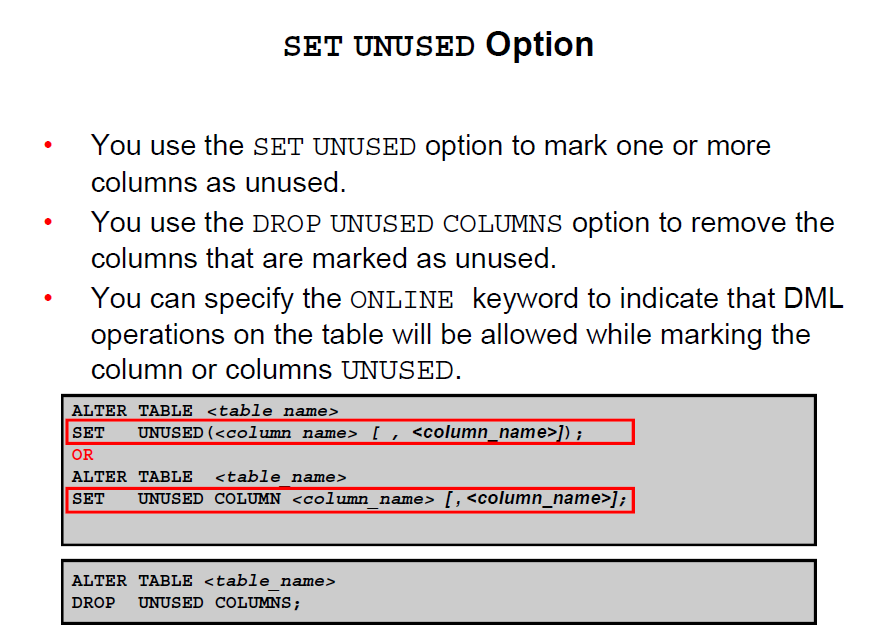 SET UNUSED Option
• You use the SET UNUSED option to mark one or more
columns as unused.
• You use the DROP UNUSED COLUMNS option to remove the
columns that are marked as unused.
• You can specify the ONLINE keyword to indicate that DML
operations on the table will be allowed while marking the
column or columns UNUSED.
ALTER TABLE <table_name>
SET UNUSED(<column_name> [ , <column_name>]);
OR
ALTER TABLE <table_name>
SET UNUSED COLUMN <column_name> [ , <column_name>];
ALTER TABLE <table_name>
DROP UNUSED COLUMNS;